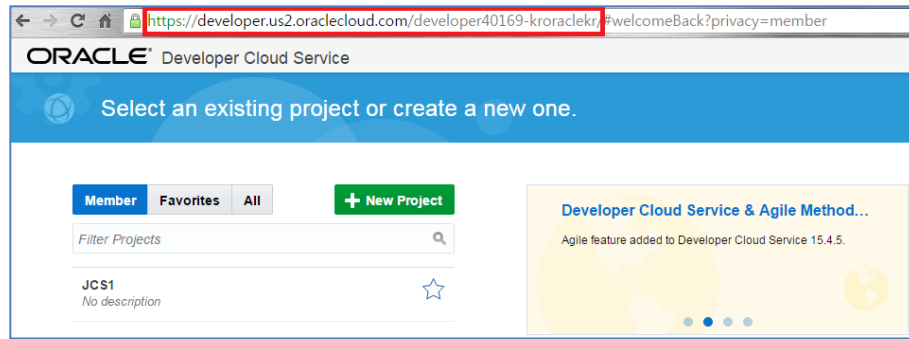 https://developer.us2.oraclecloud.com/developer40169-kroraclekr/#welcomeBack?privacy=member
ORACLE® Developer Cloud Service
Select an existing project or create a new one.
Member Favorites All + New Project
Filter Projects
JCS1
No description
Developer Cloud Service & Agile Method...
Agile feature added to Developer Cloud Service 15.4.5.